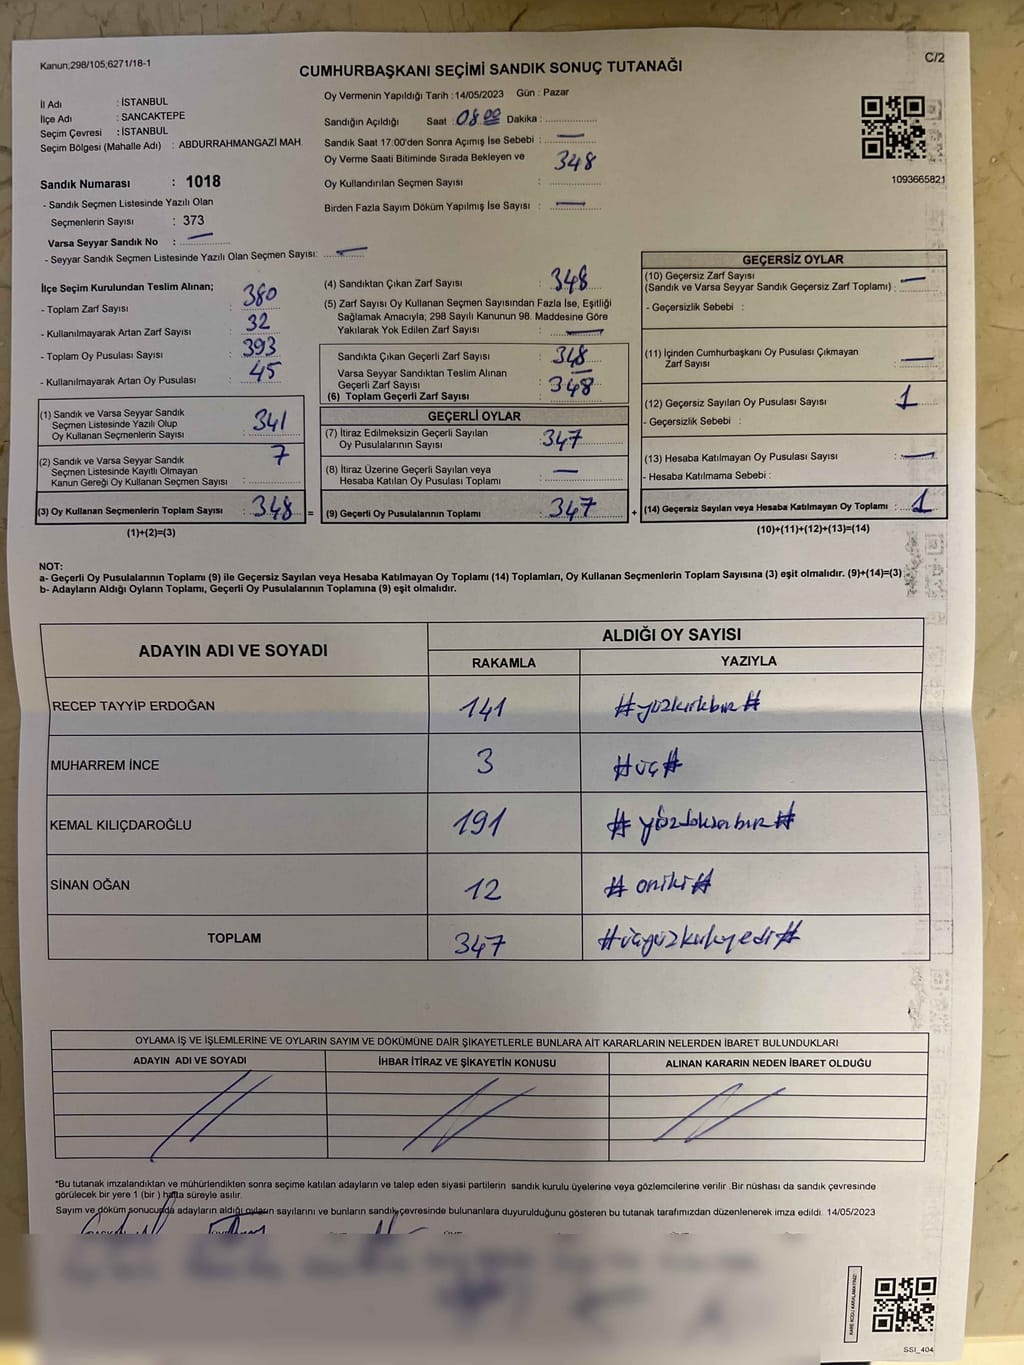 Kanun;298/105;6271/18-1
C/2
CUMHURBAŞKANI SEÇİMİ SANDIK SONUÇ TUTANAĞI
İl Adı : İSTANBUL
İlçe Adı : SANCAKTEPE
Seçim Çevresi : İSTANBUL
Seçim Bölgesi (Mahalle Adı) : ABDURRAHMANGAZİ MAH.
Sandık Numarası : 1018
- Sandık Seçmen Listesinde Yazılı Olan
Seçmenlerin Sayısı : 373
Varsa Seyyar Sandık No : —
- Seyyar Sandık Seçmen Listesinde Yazılı Olan Seçmen Sayısı: —
Oy Vermenin Yapıldığı Tarih : 14/05/2023 Gün : Pazar
Sandığın Açıldığı Saat : 08 00 Dakika :
Sandık Saat 17:00'den Sonra Açımış İse Sebebi : —
Oy Verme Saati Bitiminde Sırada Bekleyen ve
Oy Kullandırılan Seçmen Sayısı : 348
Birden Fazla Sayım Döküm Yapılmış İse Sayısı : —
1093665821
İlçe Seçim Kurulundan Teslim Alınan;
- Toplam Zarf Sayısı : 380
- Kullanılmayarak Artan Zarf Sayısı : 32
- Toplam Oy Pusulası Sayısı : 393
- Kullanılmayarak Artan Oy Pusulası : 45
(1) Sandık ve Varsa Seyyar Sandık
Seçmen Listesinde Yazılı Olup
Oy Kullanan Seçmenlerin Sayısı : 341
(2) Sandık ve Varsa Seyyar Sandık
Seçmen Listesinde Kayıtlı Olmayan
Kanun Gereği Oy Kullanan Seçmen Sayısı : 7
(3) Oy Kullanan Seçmenlerin Toplam Sayısı : 348
(1)+(2)=(3)
(4) Sandıktan Çıkan Zarf Sayısı : 348
(5) Zarf Sayısı Oy Kullanan Seçmen Sayısından Fazla İse, Eşitliği
Sağlamak Amacıyla; 298 Sayılı Kanunun 98. Maddesine Göre
Yakılarak Yok Edilen Zarf Sayısı : —
Sandıkta Çıkan Geçerli Zarf Sayısı : 348
Varsa Seyyar Sandıktan Teslim Alınan
Geçerli Zarf Sayısı : —
(6) Toplam Geçerli Zarf Sayısı : 348
GEÇERLİ OYLAR
(7) İtiraz Edilmeksizin Geçerli Sayılan
Oy Pusulalarının Sayısı : 347
(8) İtiraz Üzerine Geçerli Sayılan veya
Hesaba Katılan Oy Pusulası Toplamı : —
= (9) Geçerli Oy Pusulalarının Toplamı : 347
GEÇERSİZ OYLAR
(10) Geçersiz Zarf Sayısı
(Sandık ve Varsa Seyyar Sandık Geçersiz Zarf Toplamı) : —
- Geçersizlik Sebebi :
(11) İçinden Cumhurbaşkanı Oy Pusulası Çıkmayan
Zarf Sayısı : —
(12) Geçersiz Sayılan Oy Pusulası Sayısı : 1
- Geçersizlik Sebebi :
(13) Hesaba Katılmayan Oy Pusulası Sayısı : —
- Hesaba Katılmama Sebebi :
+ (14) Geçersiz Sayılan veya Hesaba Katılmayan Oy Toplamı : 1
(10)+(11)+(12)+(13)=(14)
NOT:
a- Geçerli Oy Pusulalarının Toplamı (9) ile Geçersiz Sayılan veya Hesaba Katılmayan Oy Toplamı (14) Toplamları, Oy Kullanan Seçmenlerin Toplam Sayısına (3) eşit olmalıdır. (9)+(14)=(3)
b- Adayların Aldığı Oyların Toplamı, Geçerli Oy Pusulalarının Toplamına (9) eşit olmalıdır.
ADAYIN ADI VE SOYADI
ALDIĞI OY SAYISI
RAKAMLA YAZIYLA
RECEP TAYYİP ERDOĞAN 141 #yüzkırkbir#
MUHARREM İNCE 3 #üç#
KEMAL KILIÇDAROĞLU 191 #yüzdoksanbir#
SİNAN OĞAN 12 #oniki#
TOPLAM 347 #üçyüzkırkyedi#
OYLAMA İŞ VE İŞLEMLERİNE VE OYLARIN SAYIM VE DÖKÜMÜNE DAİR ŞİKAYETLERLE BUNLARA AİT KARARLARIN NELERDEN İBARET BULUNDUKLARI
ADAYIN ADI VE SOYADI İHBAR İTİRAZ VE ŞİKAYETİN KONUSU ALINAN KARARIN NEDEN İBARET OLDUĞU
*Bu tutanak imzalandıktan ve mühürlendikten sonra seçime katılan adayların ve talep eden siyasi partilerin sandık kurulu üyelerine veya gözlemcilerine verilir .Bir nüshası da sandık çevresinde
görülecek bir yere 1 (bir ) hafta süreyle asılır.
Sayım ve döküm sonucunda adayların aldığı oyların sayılarını ve bunların sandık çevresinde bulunanlara duyurulduğunu gösteren bu tutanak tarafımızdan düzenlenerek imza edildi. 14/05/2023
KARE KODU KARALAMAYINIZ!
SSI_404